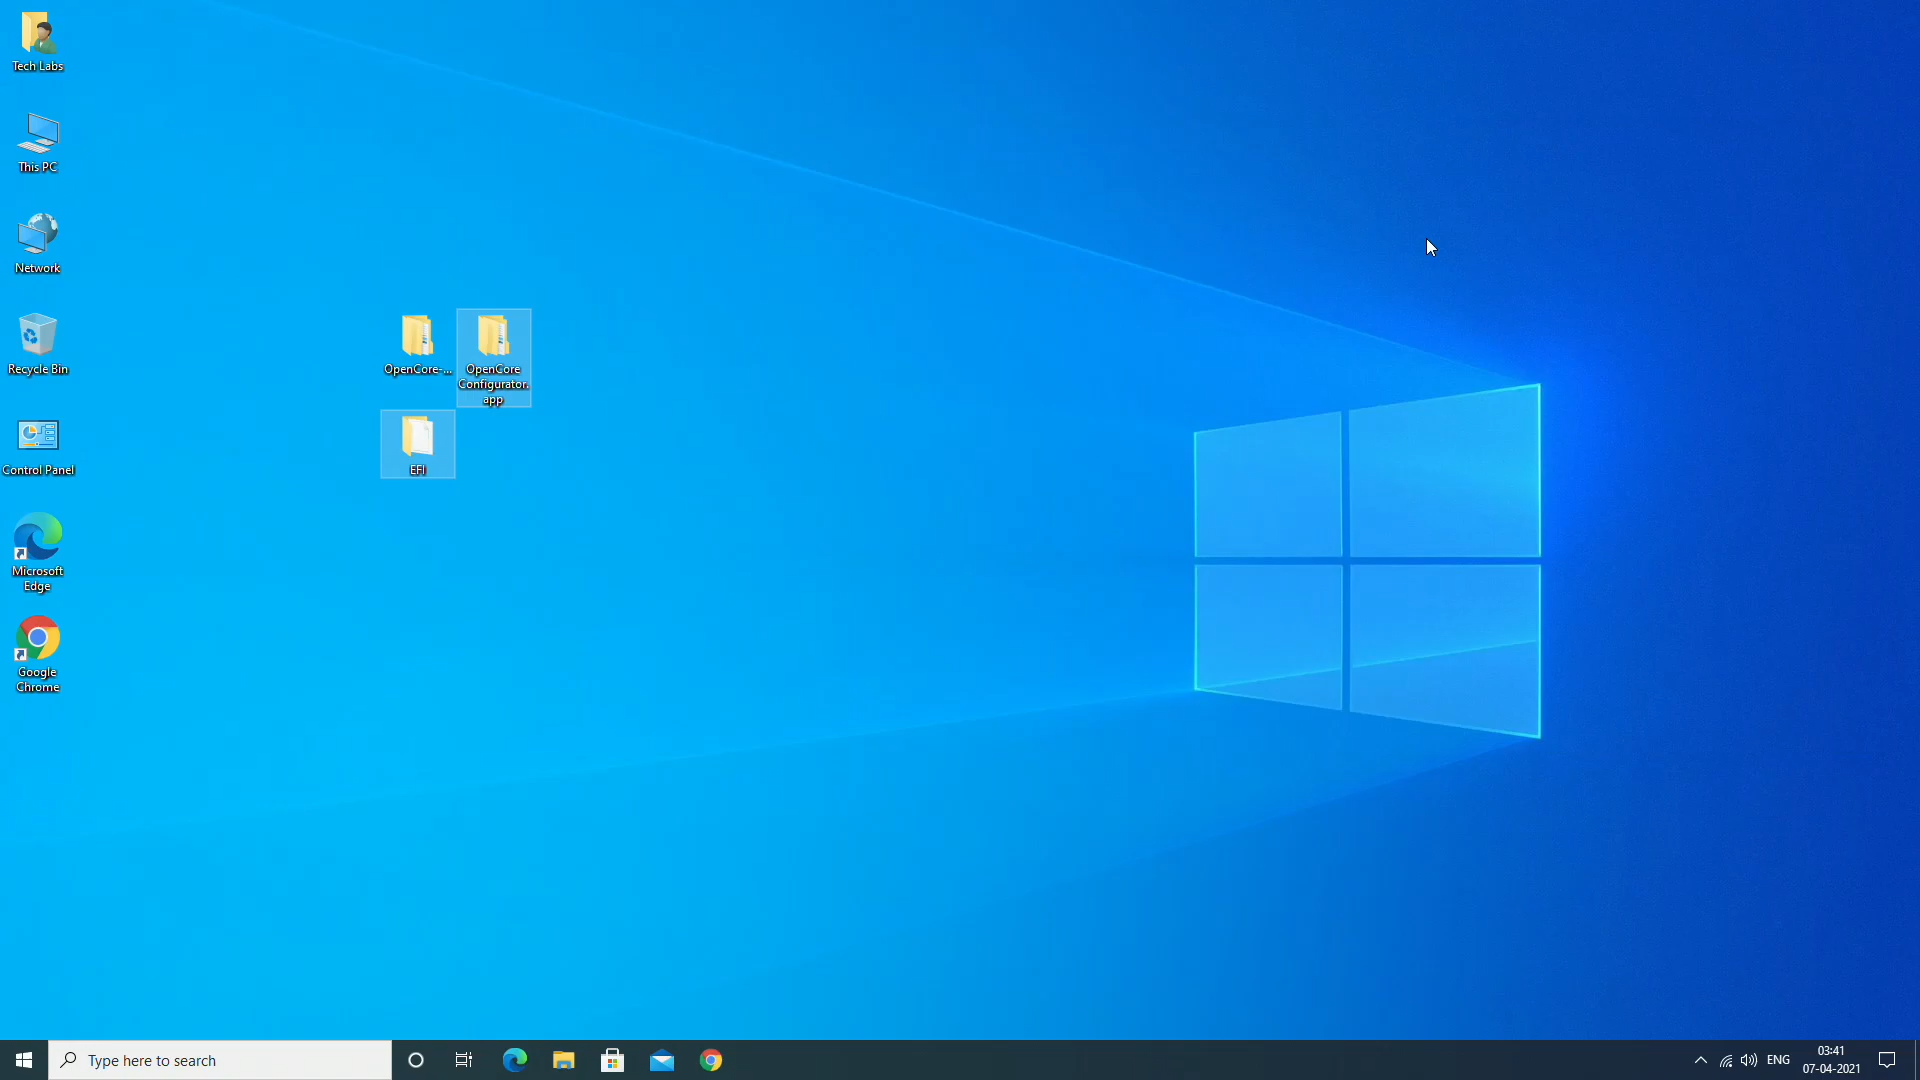 Tech Labs
This PC
Network
Recycle Bin
Control Panel
Microsoft
Edge
Google
Chrome
OpenCore-...
OpenCore
Configurator.
app
EFI
Type here to search
ENG
03:41
07-04-2021